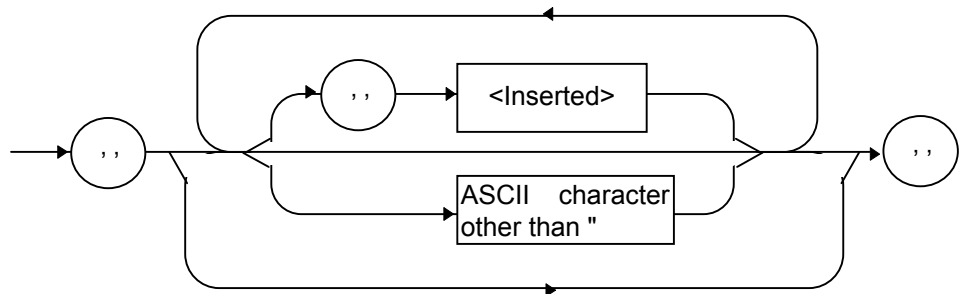 , ,
<Inserted>
, ,
, ,
ASCII character
other than "